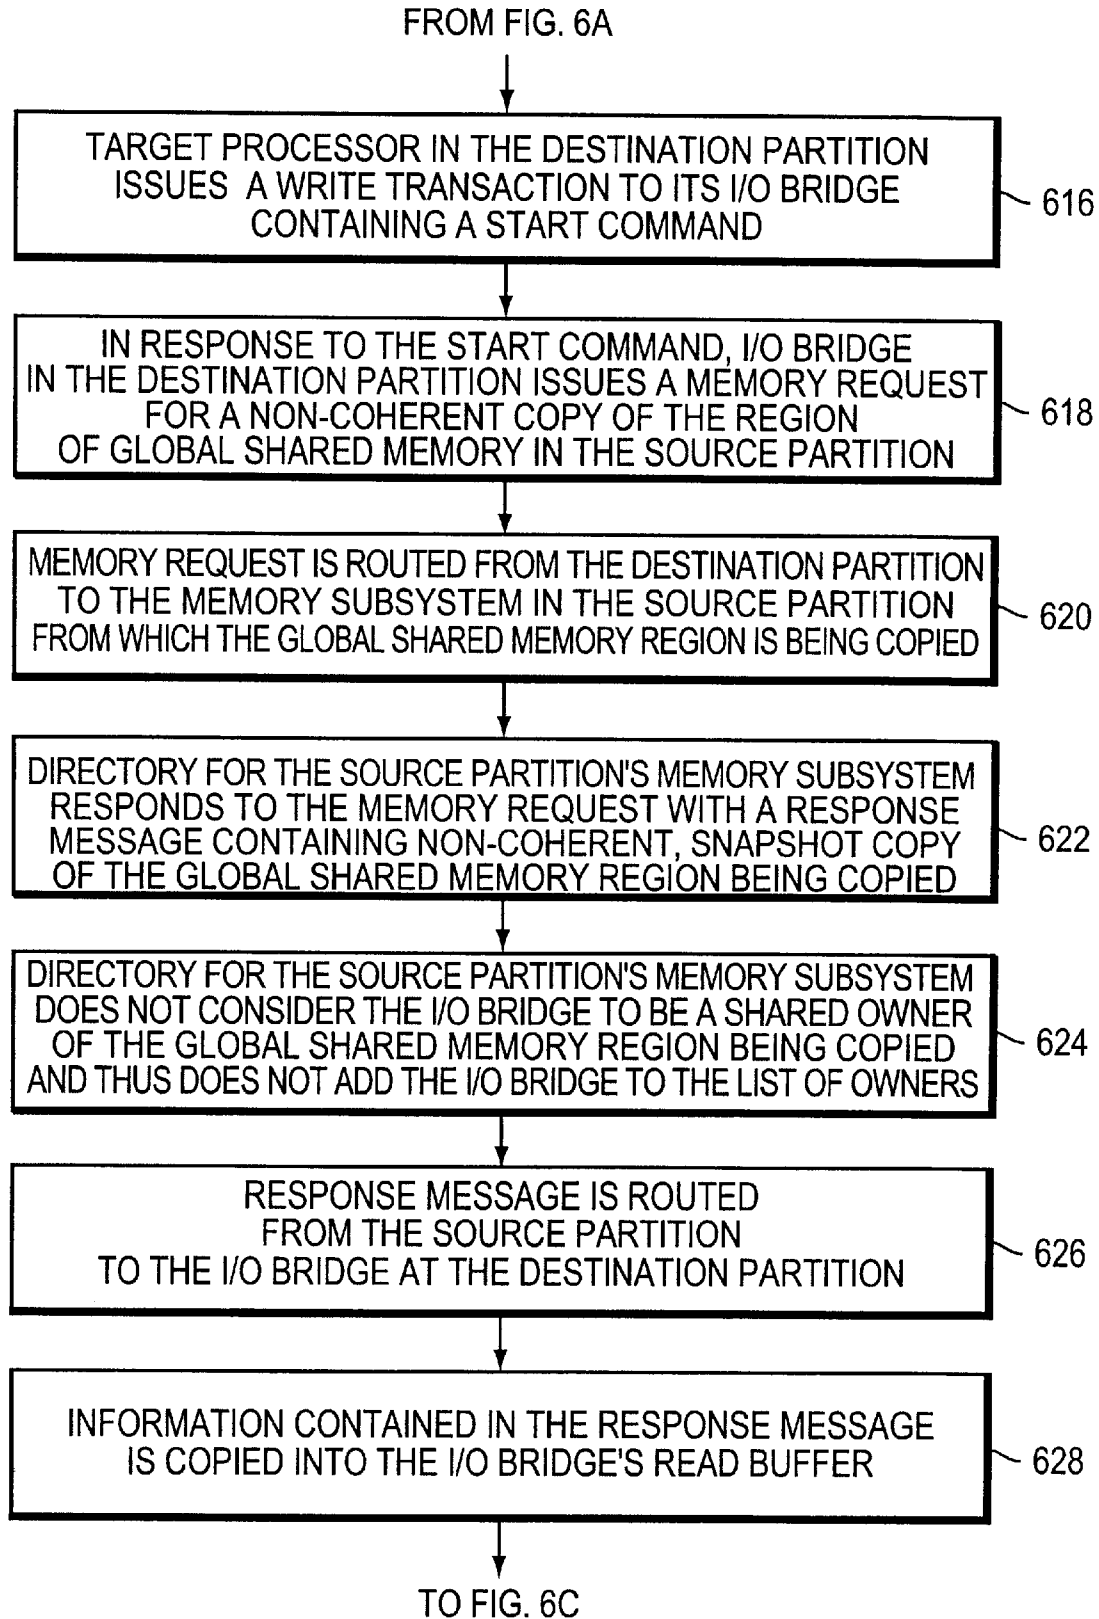 FROM FIG. 6A
TARGET PROCESSOR IN THE DESTINATION PARTITION
ISSUES A WRITE TRANSACTION TO ITS I/O BRIDGE
CONTAINING A START COMMAND
616
IN RESPONSE TO THE START COMMAND, I/O BRIDGE
IN THE DESTINATION PARTITION ISSUES A MEMORY REQUEST
FOR A NON-COHERENT COPY OF THE REGION
OF GLOBAL SHARED MEMORY IN THE SOURCE PARTITION
618
MEMORY REQUEST IS ROUTED FROM THE DESTINATION PARTITION
TO THE MEMORY SUBSYSTEM IN THE SOURCE PARTITION
FROM WHICH THE GLOBAL SHARED MEMORY REGION IS BEING COPIED
620
DIRECTORY FOR THE SOURCE PARTITION'S MEMORY SUBSYSTEM
RESPONDS TO THE MEMORY REQUEST WITH A RESPONSE
MESSAGE CONTAINING NON-COHERENT, SNAPSHOT COPY
OF THE GLOBAL SHARED MEMORY REGION BEING COPIED
622
DIRECTORY FOR THE SOURCE PARTITION'S MEMORY SUBSYSTEM
DOES NOT CONSIDER THE I/O BRIDGE TO BE A SHARED OWNER
OF THE GLOBAL SHARED MEMORY REGION BEING COPIED
AND THUS DOES NOT ADD THE I/O BRIDGE TO THE LIST OF OWNERS
624
RESPONSE MESSAGE IS ROUTED
FROM THE SOURCE PARTITION
TO THE I/O BRIDGE AT THE DESTINATION PARTITION
626
INFORMATION CONTAINED IN THE RESPONSE MESSAGE
IS COPIED INTO THE I/O BRIDGE'S READ BUFFER
628
TO FIG. 6C